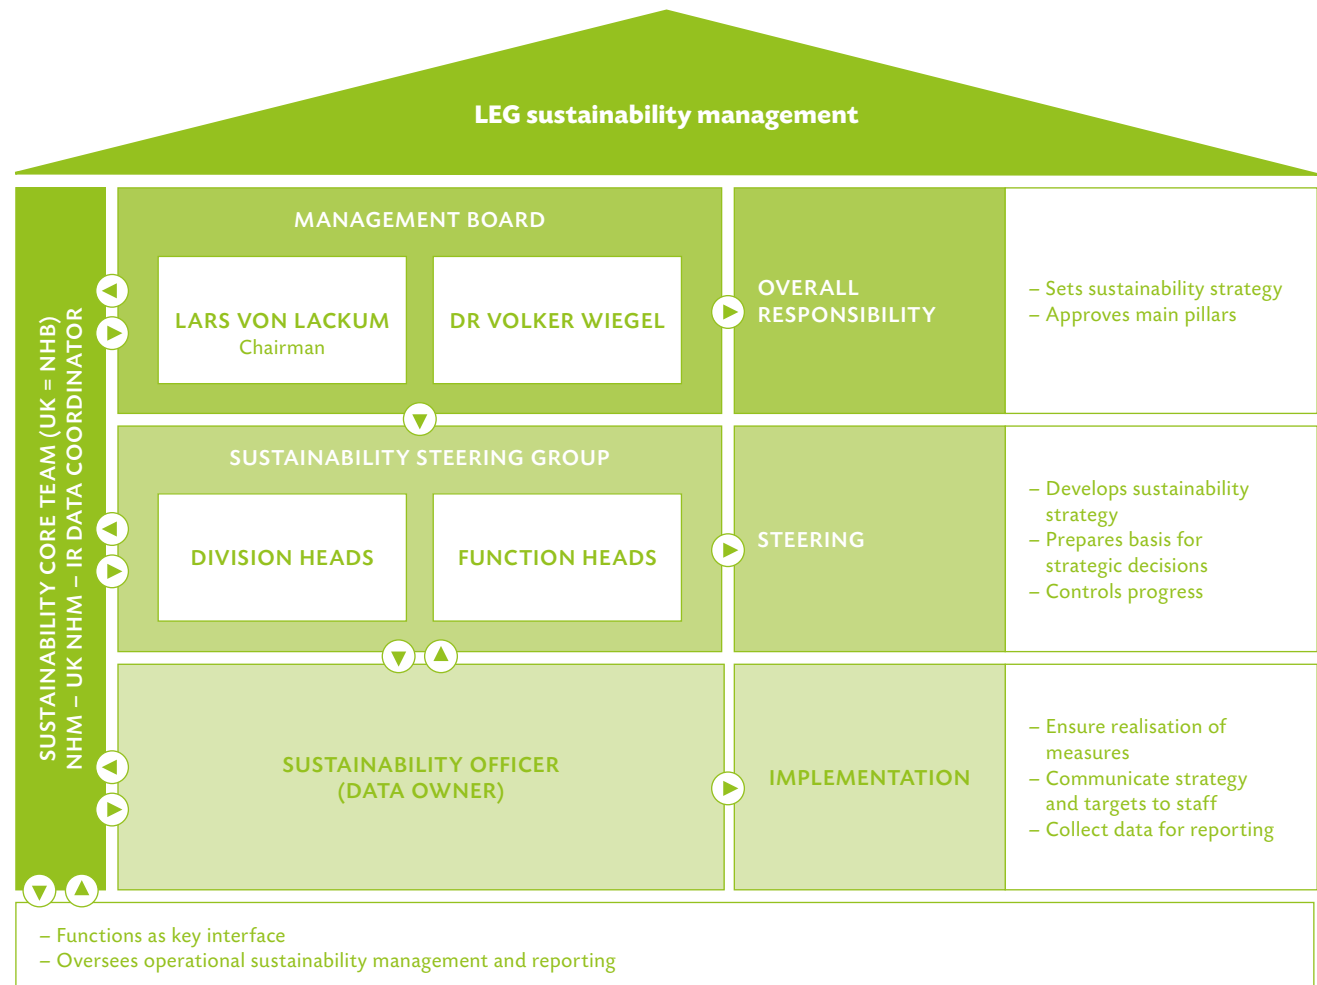 LEG sustainability management
SUSTAINABILITY CORE TEAM (UK = NHB)
NHM – UK NHM – IR DATA COORDINATOR
MANAGEMENT BOARD
LARS VON LACKUM
Chairman
DR VOLKER WIEGEL
OVERALL
RESPONSIBILITY
– Sets sustainability strategy
– Approves main pillars
SUSTAINABILITY STEERING GROUP
DIVISION HEADS
FUNCTION HEADS
STEERING
– Develops sustainability
strategy
– Prepares basis for
strategic decisions
– Controls progress
SUSTAINABILITY OFFICER
(DATA OWNER)
IMPLEMENTATION
– Ensure realisation of
measures
– Communicate strategy
and targets to staff
– Collect data for reporting
– Functions as key interface
– Oversees operational sustainability management and reporting